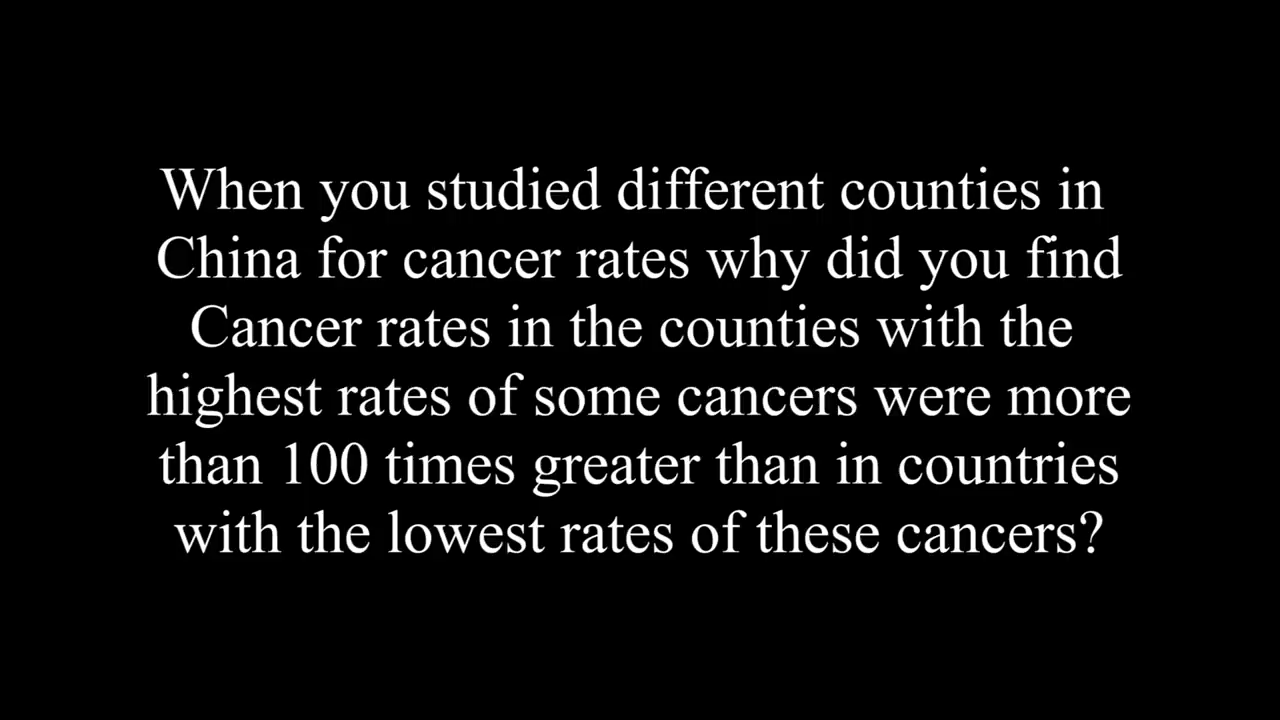 When you studied different counties in
China for cancer rates why did you find
Cancer rates in the counties with the
highest rates of some cancers were more
than 100 times greater than in countries
with the lowest rates of these cancers?